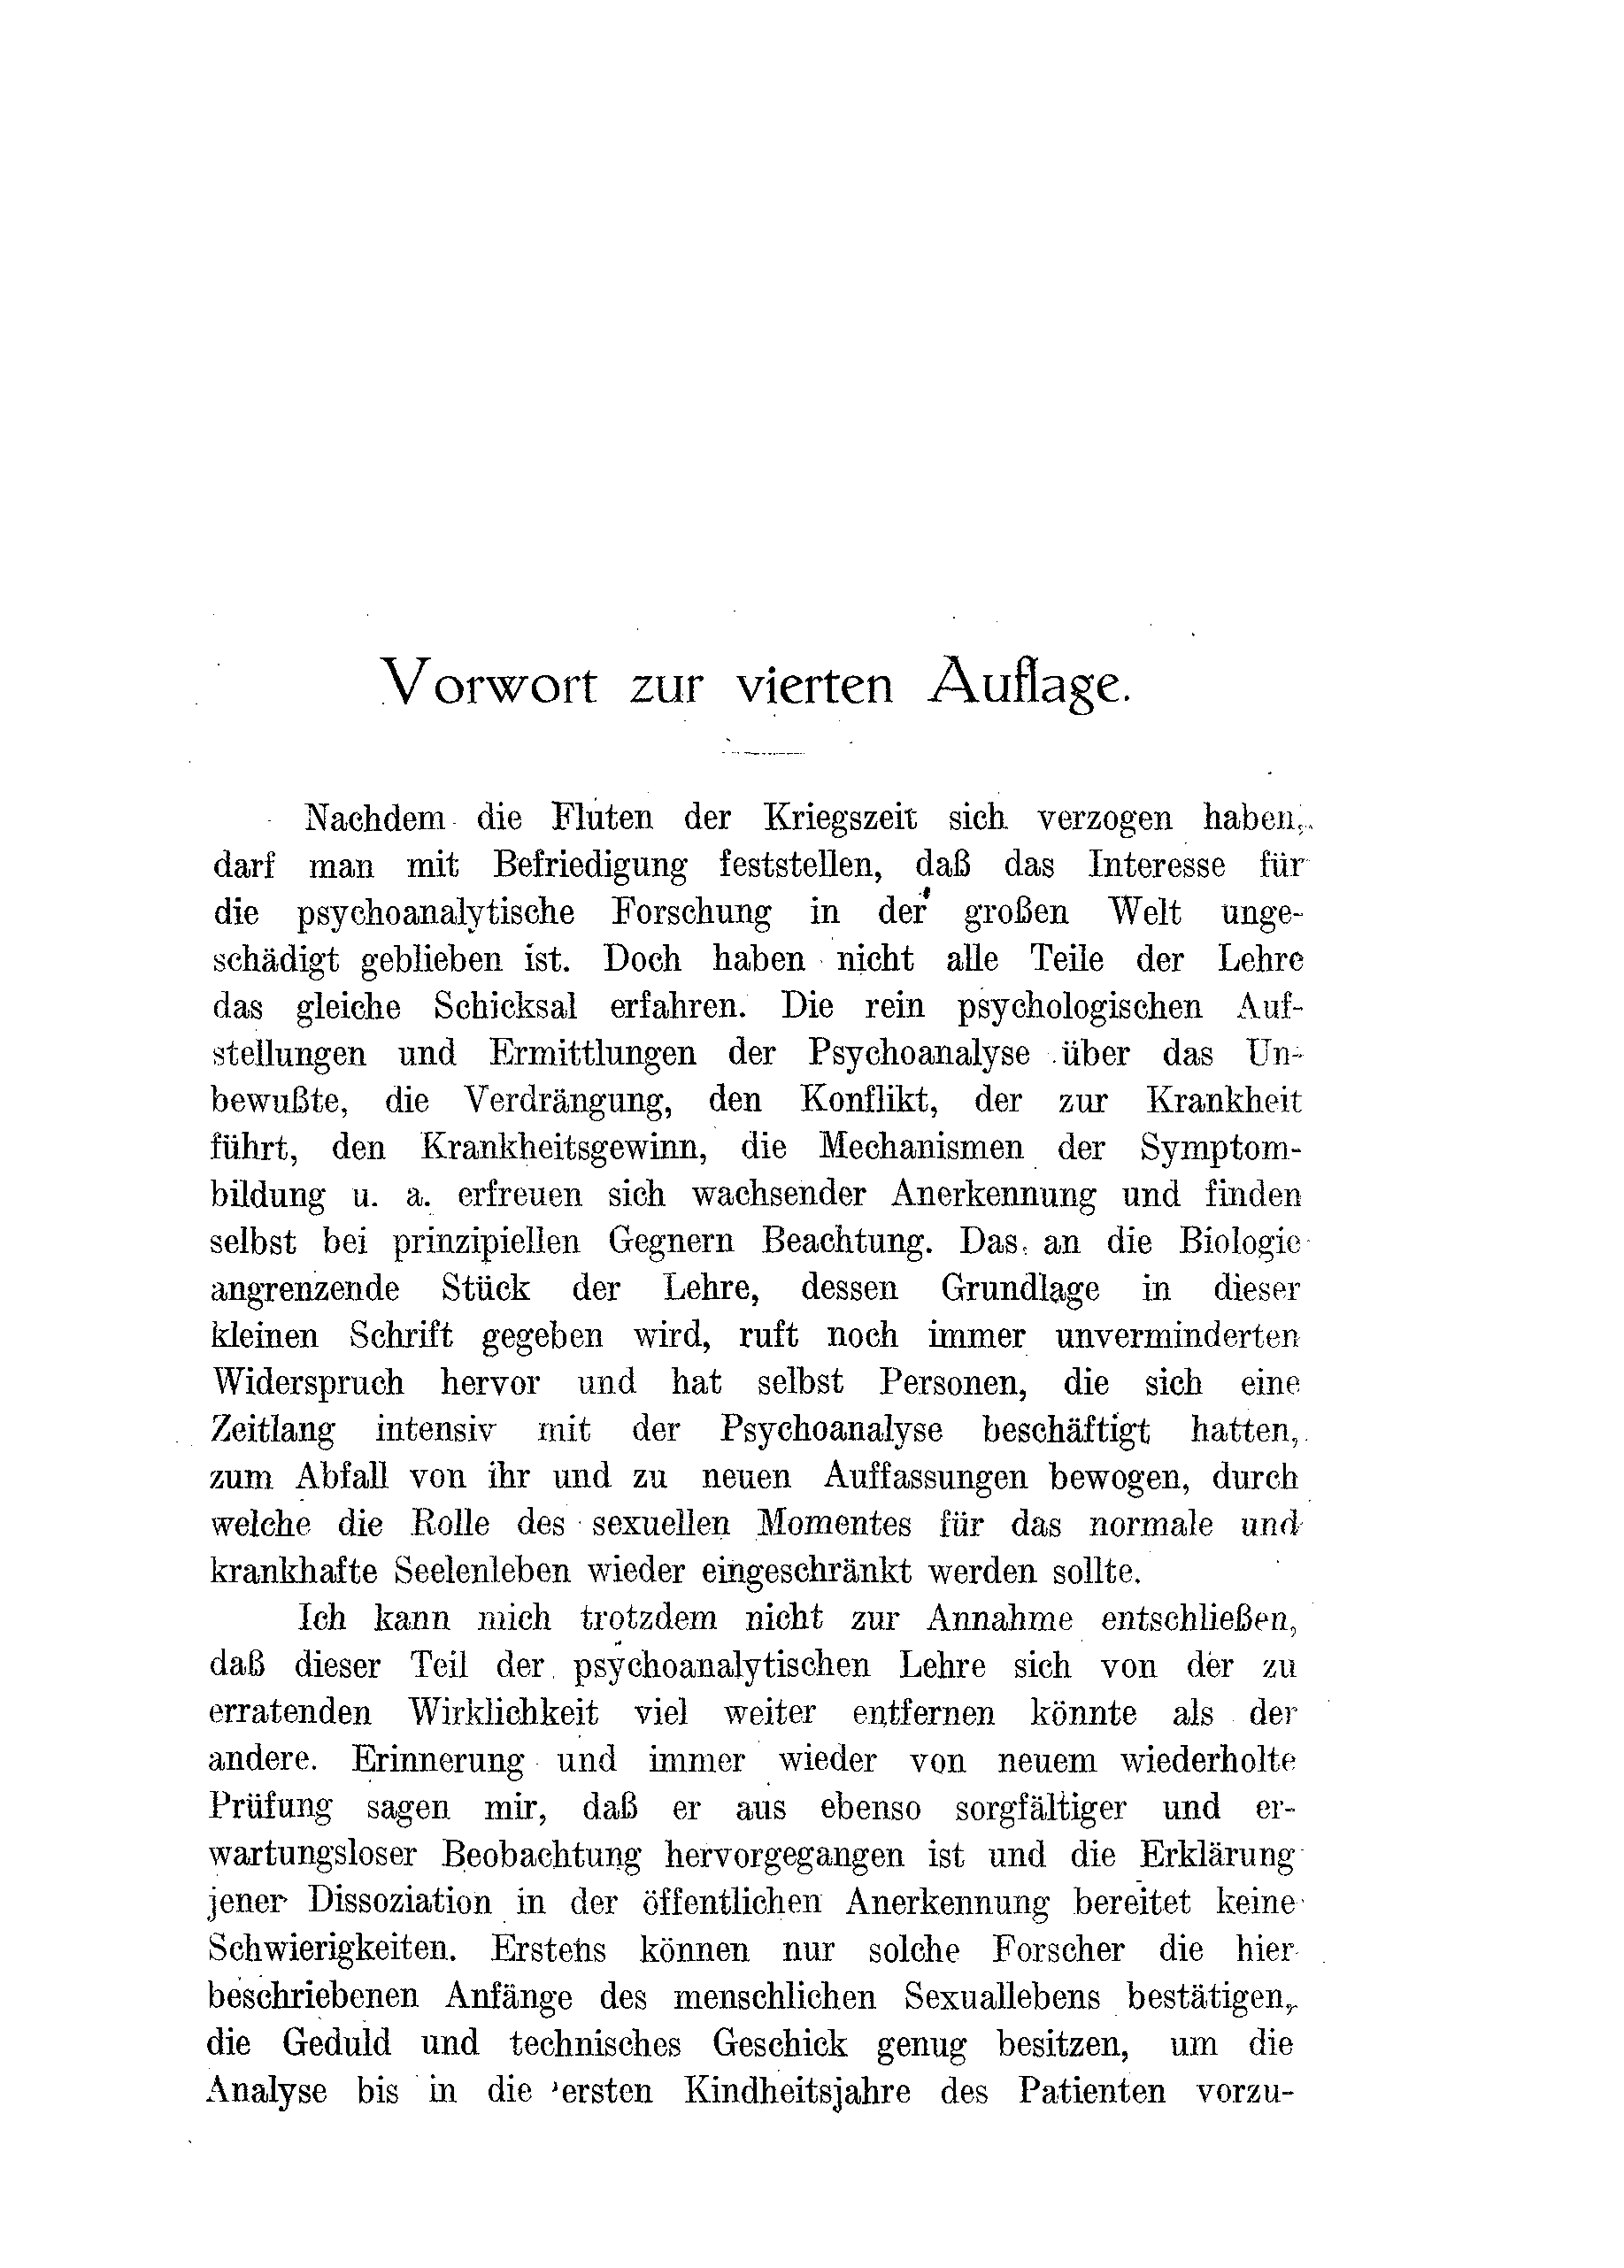 Vorwort zur vierten Auflage.
Nachdem die Fluten der Kriegszeit sich verzogen haben,
darf man mit Befriedigung feststellen, daß das Interesse für
die psychoanalytische Forschung in der großen Welt unge-
schädigt geblieben ist. Doch haben nicht alle Teile der Lehre
das gleiche Schicksal erfahren. Die rein psychologischen Auf-
stellungen und Ermittlungen der Psychoanalyse über das Un-
bewußte, die Verdrängung, den Konflikt, der zur Krankheit
führt, den Krankheitsgewinn, die Mechanismen der Symptom-
bildung u. a. erfreuen sich wachsender Anerkennung und finden
selbst bei prinzipiellen Gegnern Beachtung. Das an die Biologie
angrenzende Stück der Lehre, dessen Grundlage in dieser
kleinen Schrift gegeben wird, ruft noch immer unverminderten
Widerspruch hervor und hat selbst Personen, die sich eine
Zeitlang intensiv mit der Psychoanalyse beschäftigt hatten,
zum Abfall von ihr und zu neuen Auffassungen bewogen, durch
welche die Rolle des sexuellen Momentes für das normale und
krankhafte Seelenleben wieder eingeschränkt werden sollte.
Ich kann mich trotzdem nicht zur Annahme entschließen,
daß dieser Teil der psychoanalytischen Lehre sich von der zu
erratenden Wirklichkeit viel weiter entfernen könnte als der
andere. Erinnerung und immer wieder von neuem wiederholte
Prüfung sagen mir, daß er aus ebenso sorgfältiger und er-
wartungsloser Beobachtung hervorgegangen ist und die Erklärung
jener Dissoziation in der öffentlichen Anerkennung bereitet keine
Schwierigkeiten. Erstens können nur solche Forscher die hier
beschriebenen Anfänge des menschlichen Sexuallebens bestätigen,
die Geduld und technisches Geschick genug besitzen, um die
Analyse bis in die ersten Kindheitsjahre des Patienten vorzu-